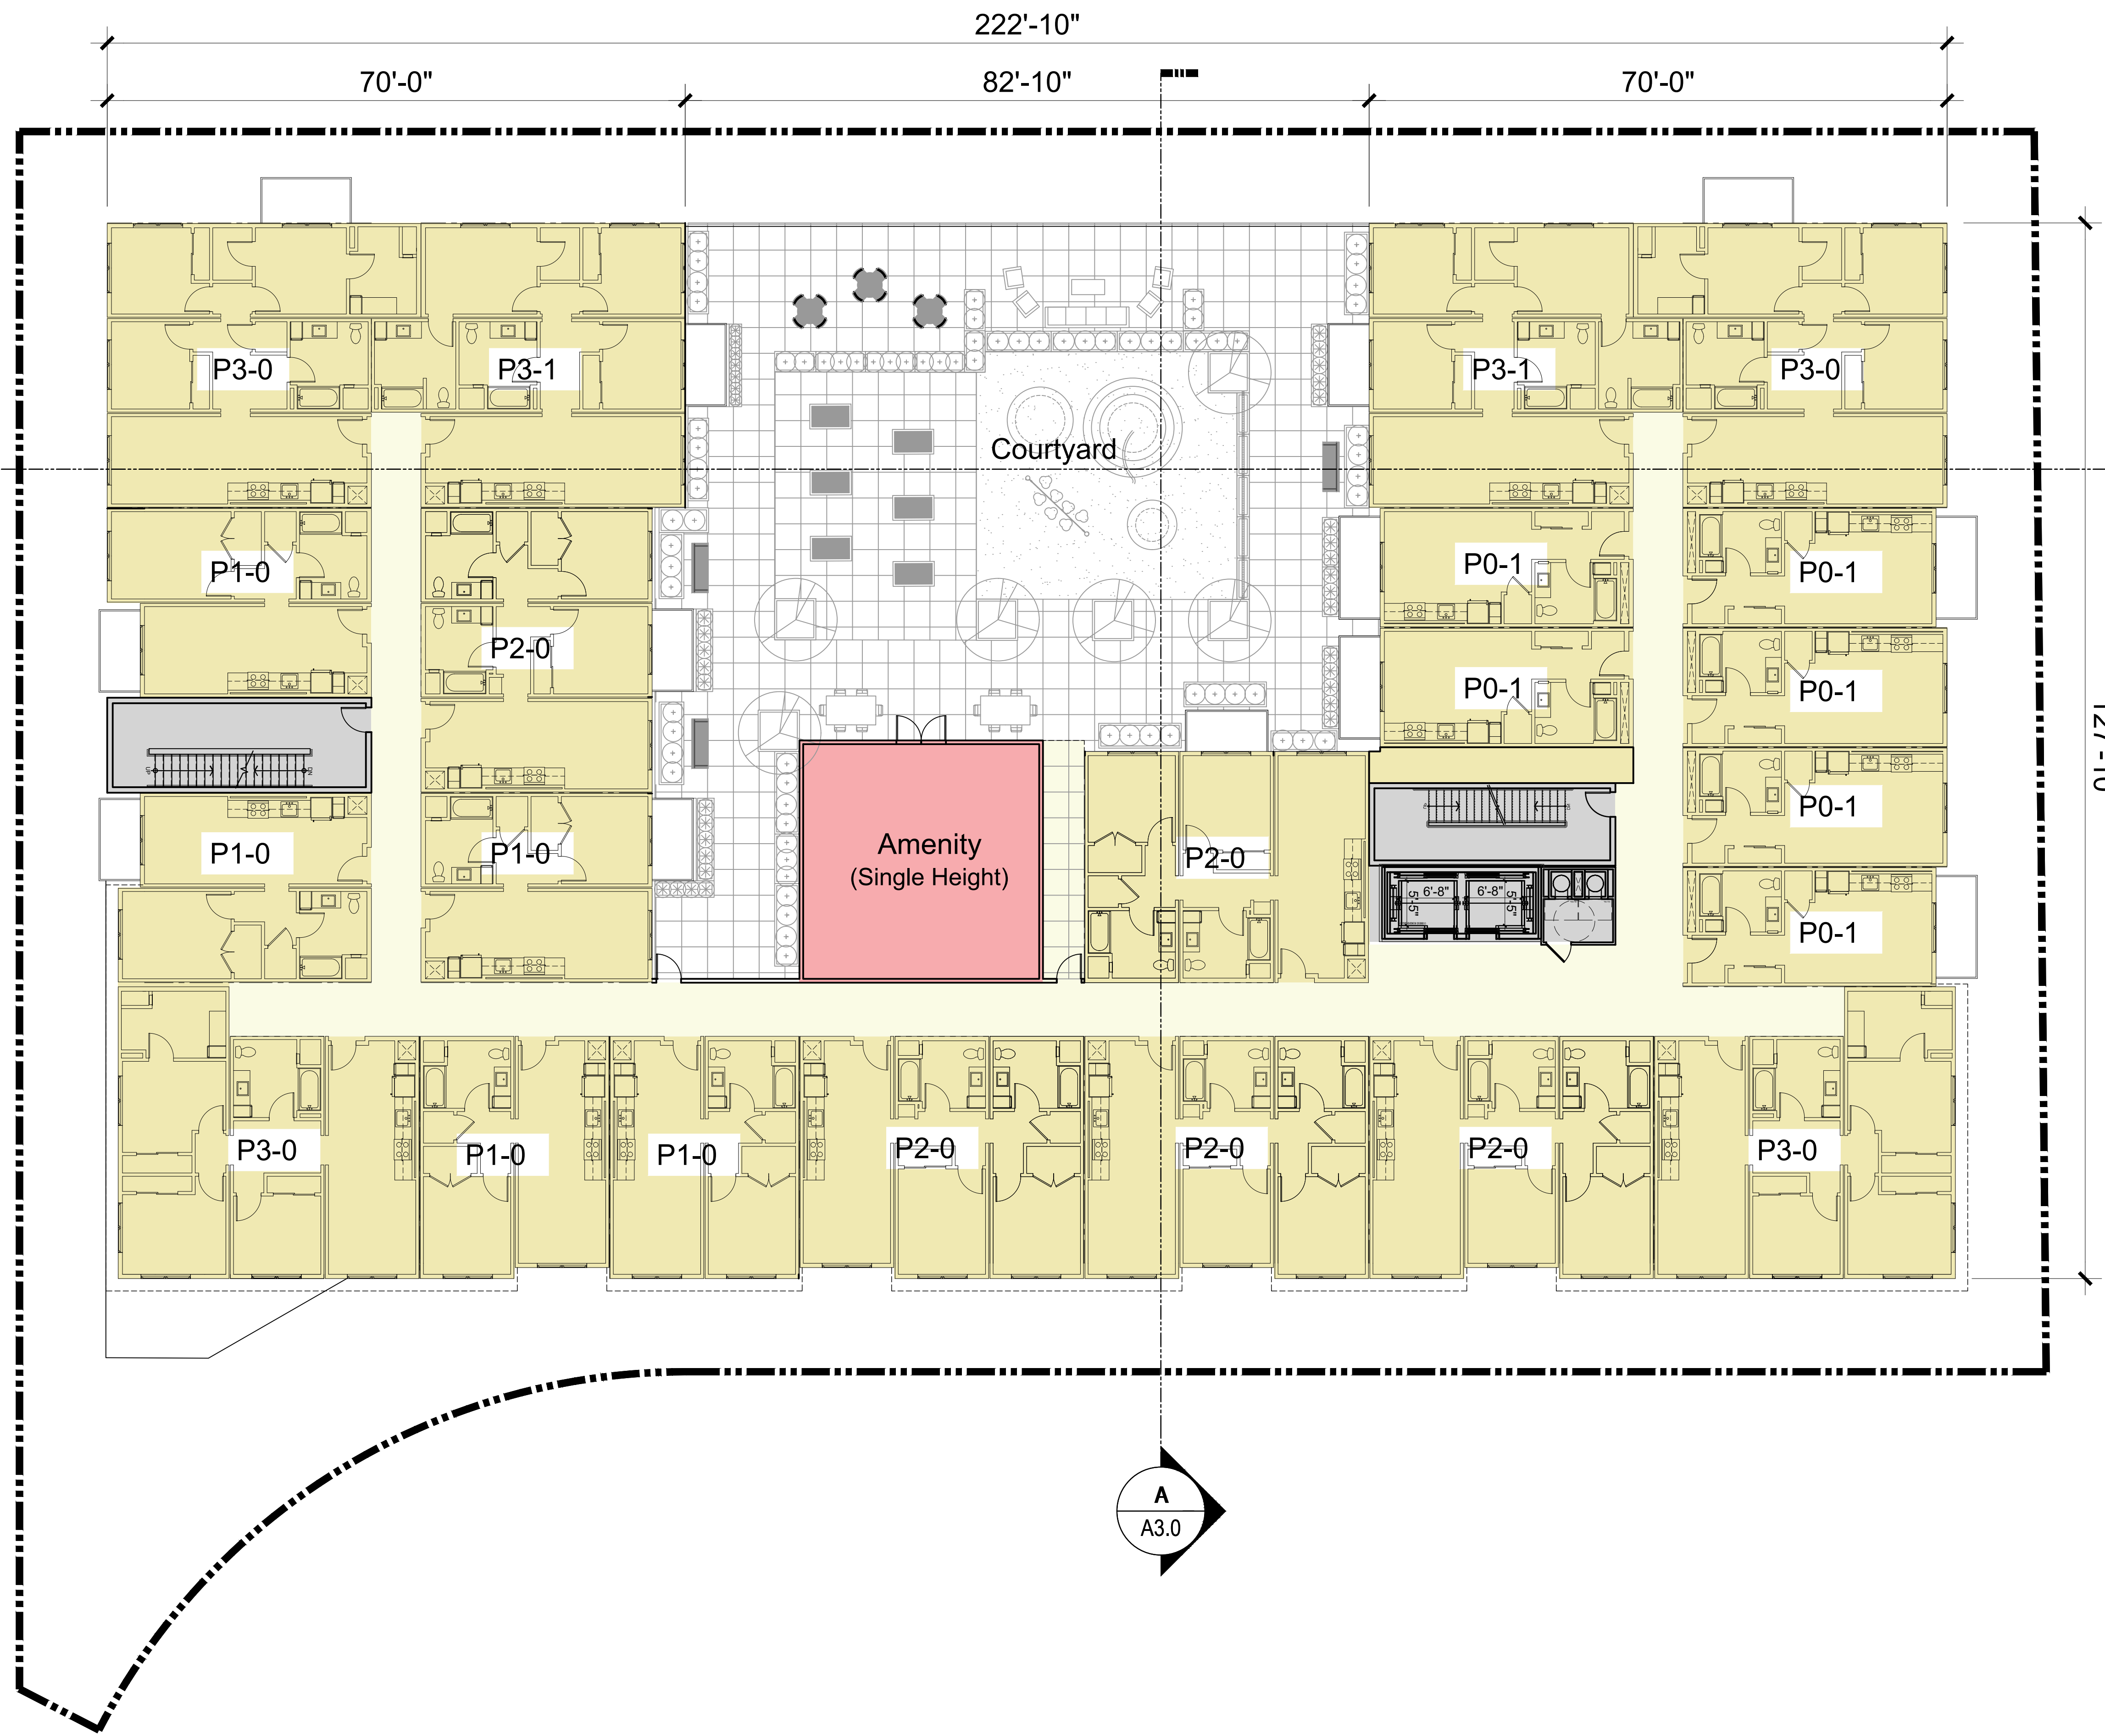 222'-10"
70'-0"
82'-10"
70'-0"
P3-0
P3-1
P3-1
P3-0
Courtyard
P1-0
P0-1
P0-1
P2-0
P0-1
P0-1
P1-0
P1-0
Amenity
(Single Height)
P2-0
P0-1
6'-8"
6'-8"
5'-5"
5'-5"
P0-1
UP
DN
P3-0
P1-0
P1-0
P2-0
P2-0
P2-0
P3-0
A
A3.0